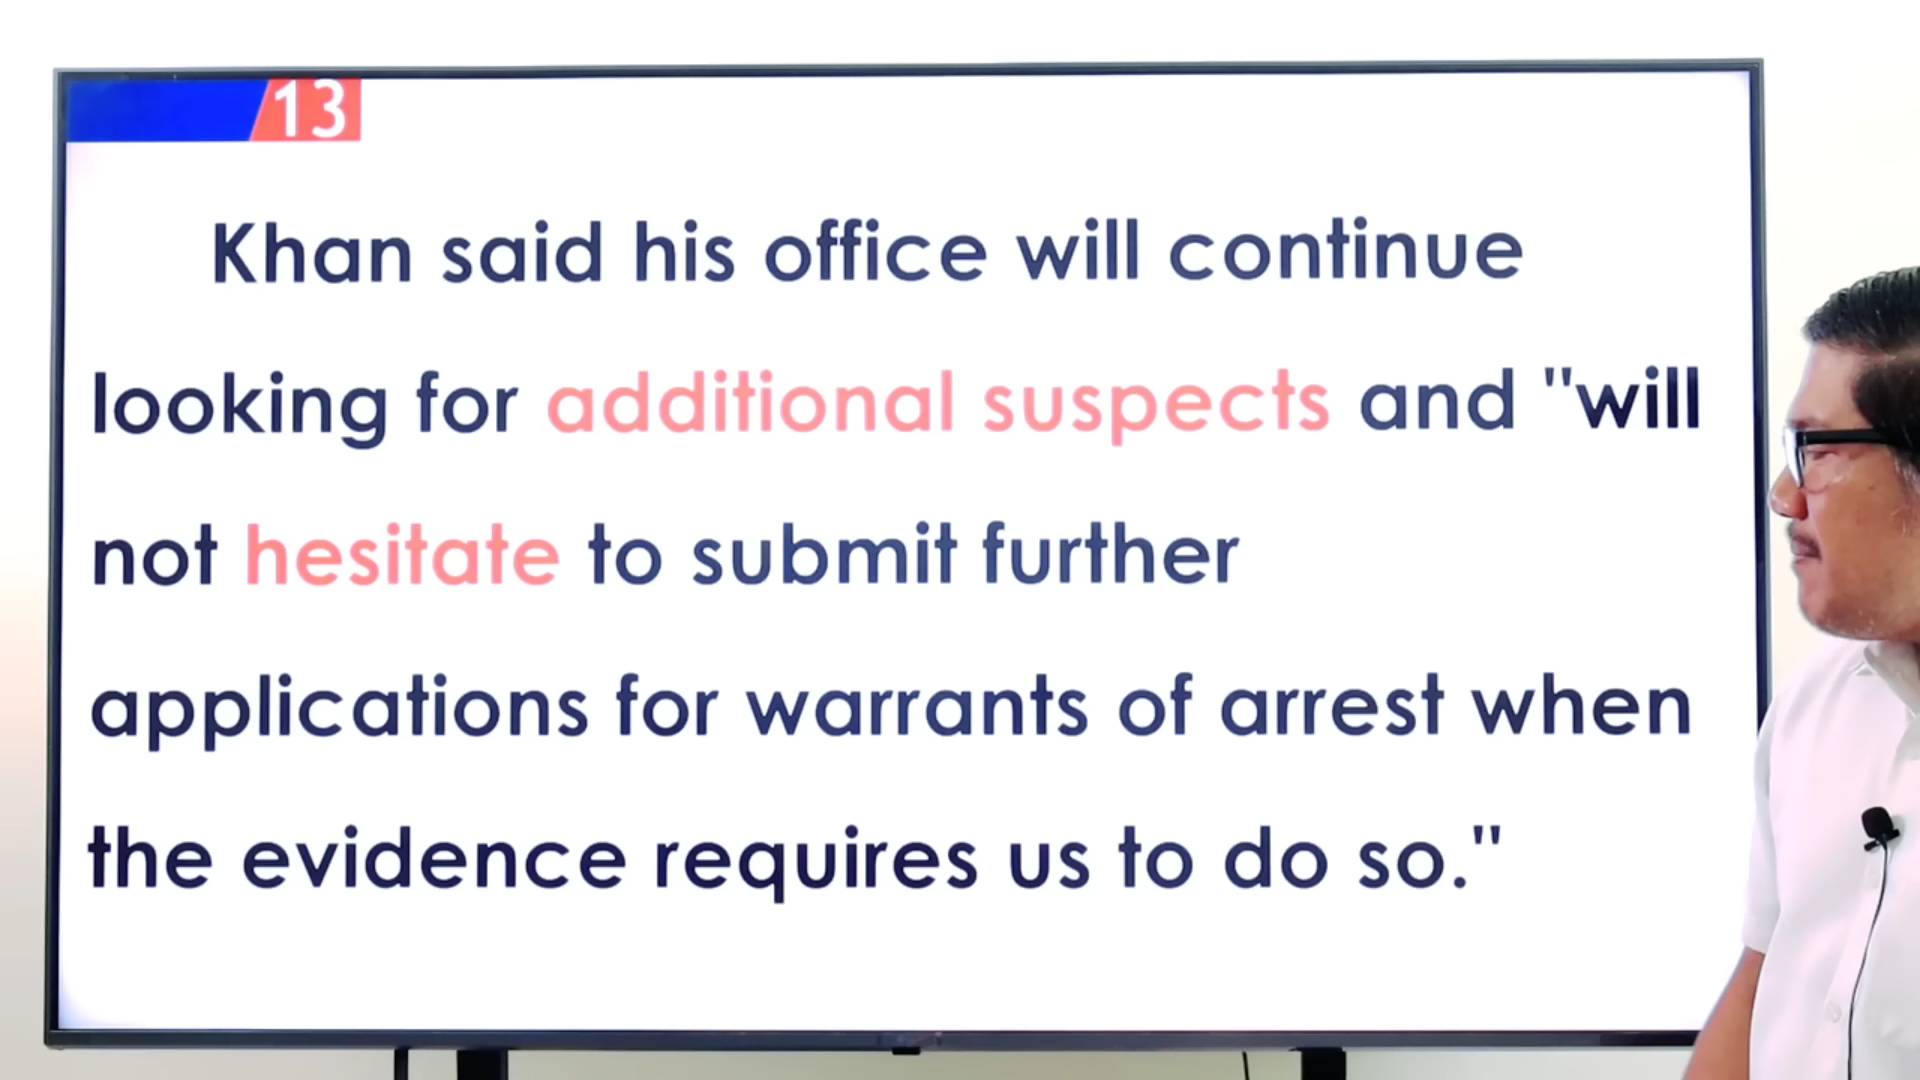 13
Khan said his office will continue
looking for additional suspects and "will
not hesitate to submit further
applications for warrants of arrest when
the evidence requires us to do so."